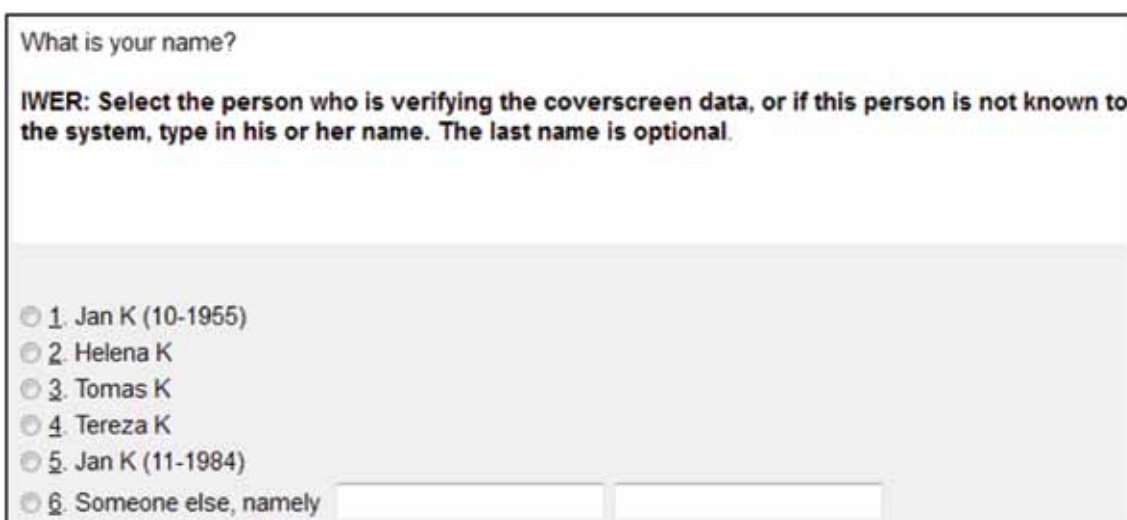 What is your name?
IWER: Select the person who is verifying the coverscreen data, or if this person is not known to
the system, type in his or her name. The last name is optional.
1. Jan K (10-1955)
2. Helena K
3. Tomas K
4. Tereza K
5. Jan K (11-1984)
6. Someone else, namely